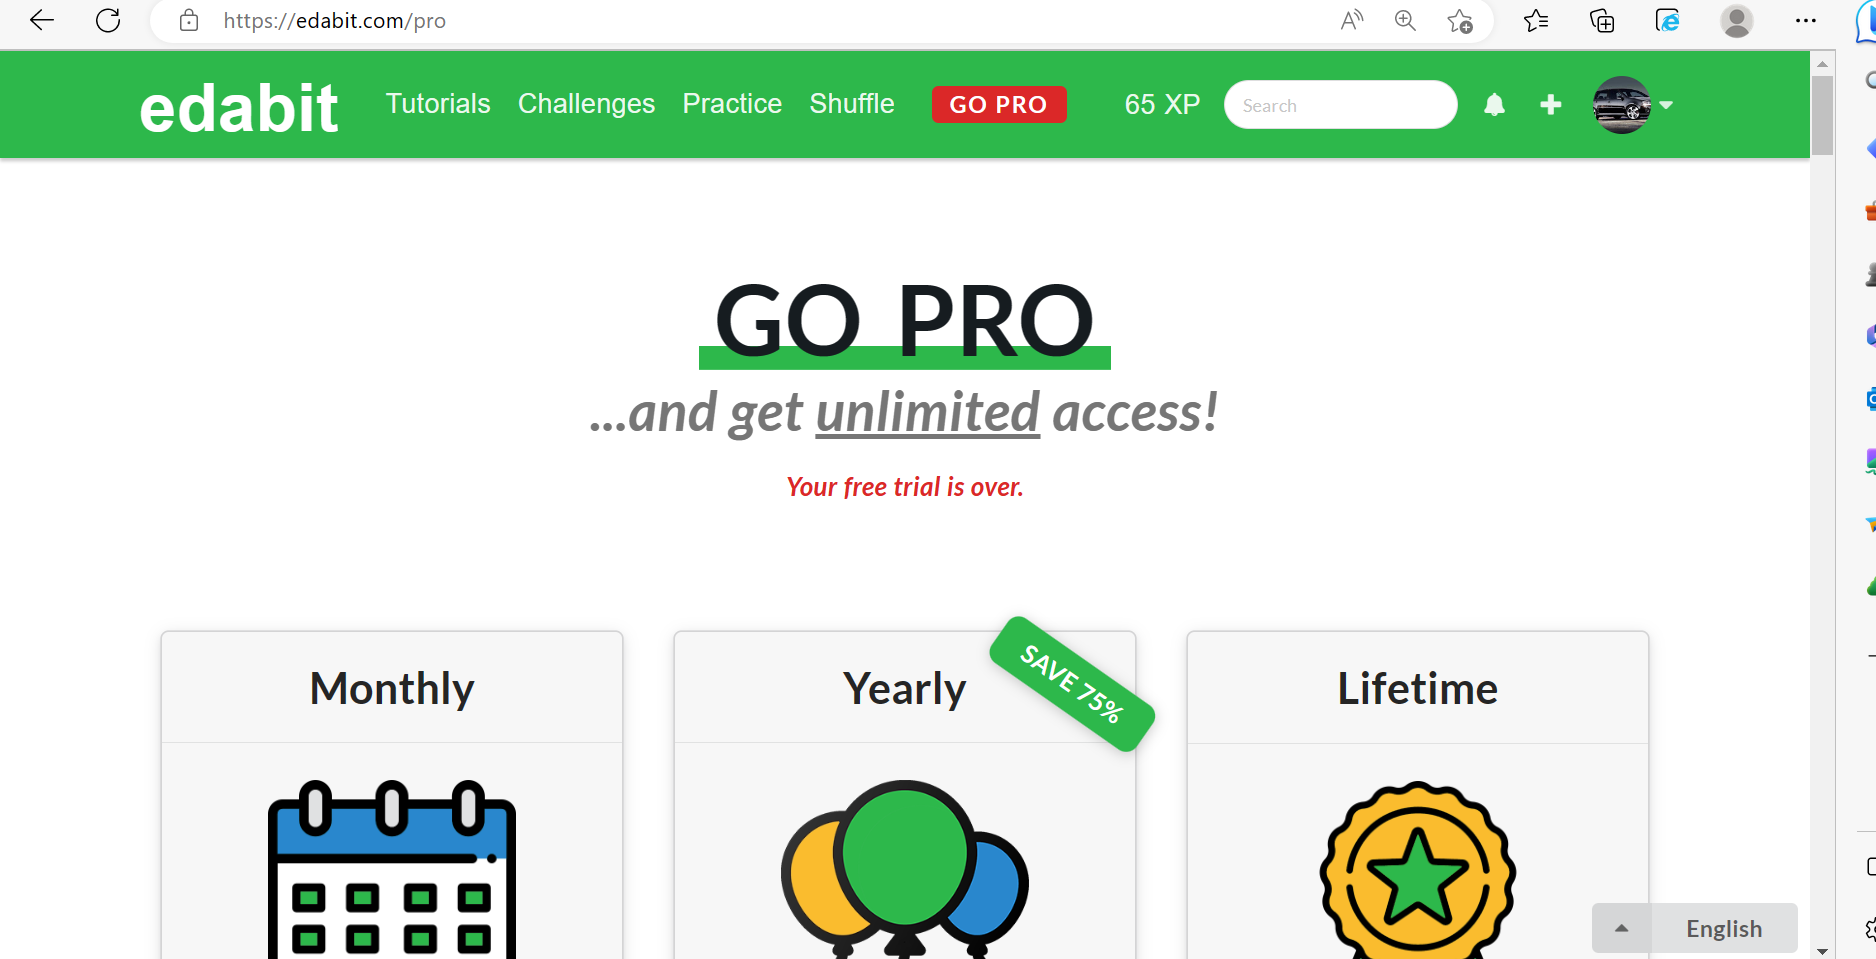 https://edabit.com/pro
edabit Tutorials Challenges Practice Shuffle GO PRO 65 XP Search
GO PRO
...and get unlimited access!
Your free trial is over.
Monthly
Yearly
SAVE 75%
Lifetime
English